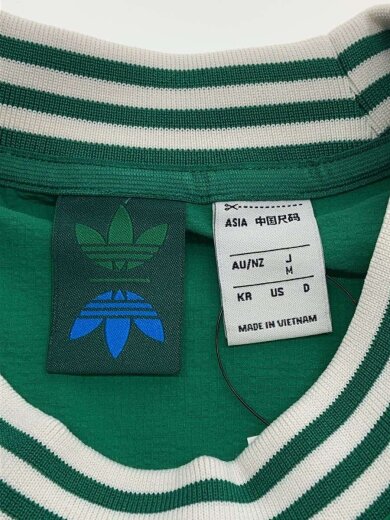 ASIA 中国尺码
AU/NZ J
M
KR US D
MADE IN VIETNAM